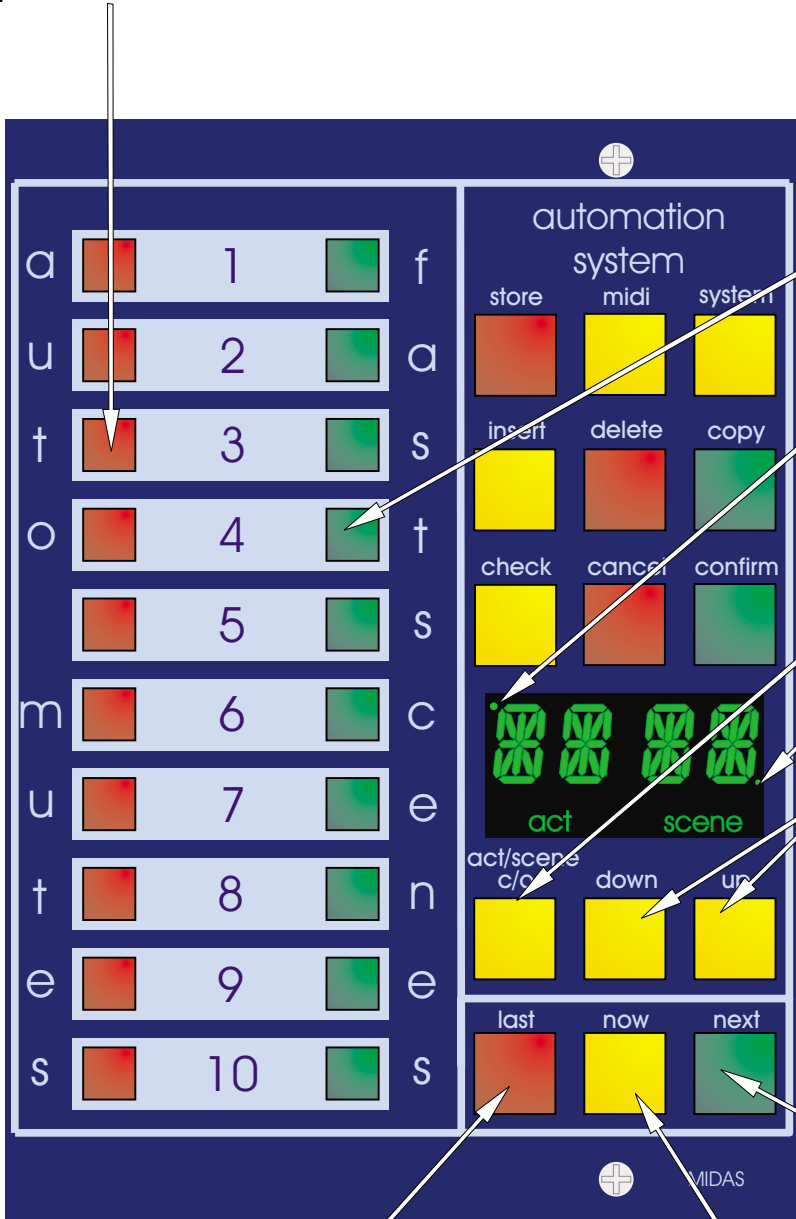 automation
system
store midi system
insert delete copy
check cancel confirm
act scene
act/scene
c/o down up
last now next
a 1 f
u 2 a
t 3 s
o 4 t
5 s
m 6 c
u 7 e
t 8 n
e 9 e
s 10 s
MIDAS